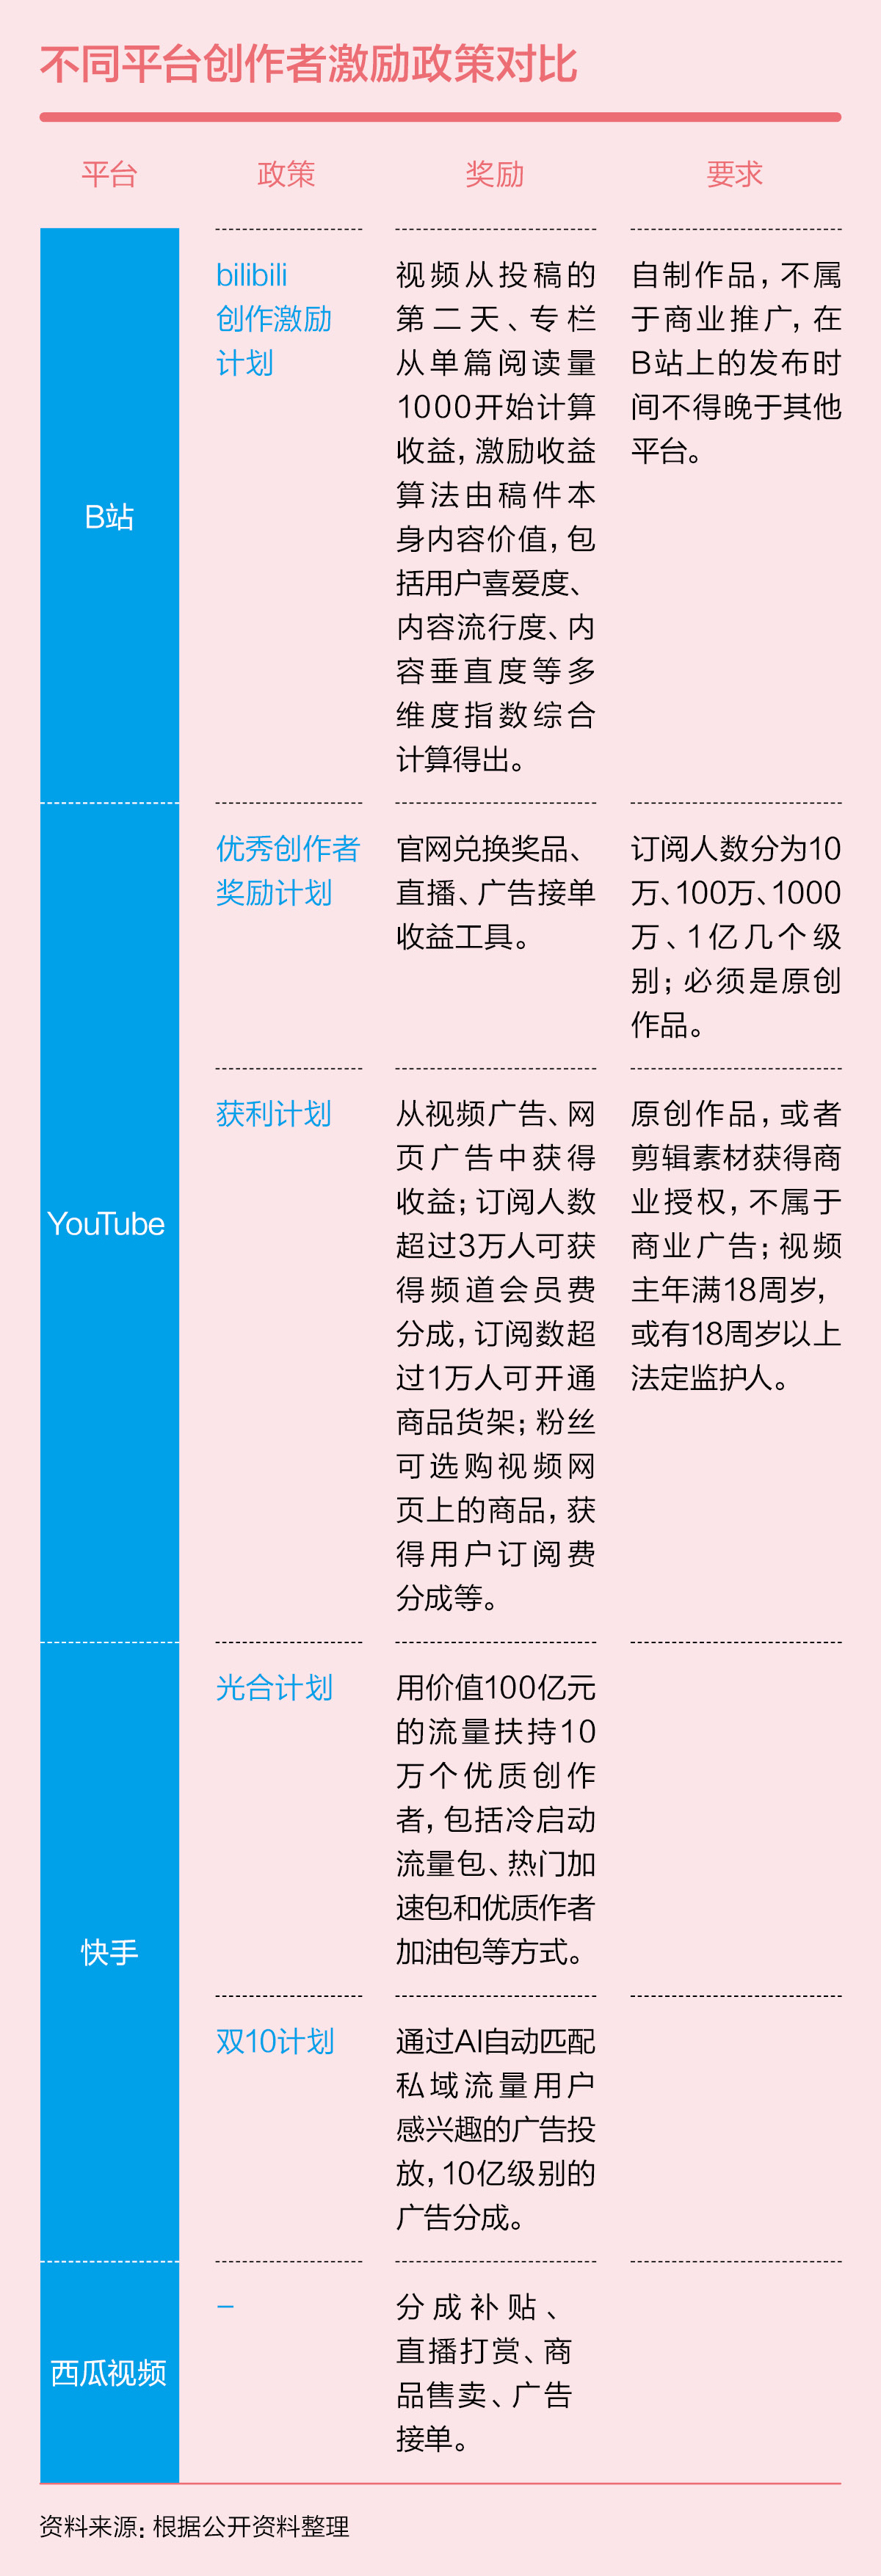 不同平台创作者激励政策对比
平台 政策 奖励 要求
B站
bilibili
创作激励
计划
视频从投稿的
第二天、专栏
从单篇阅读量
1000开始计算
收益，激励收益
算法由稿件本
身内容价值，包
括用户喜爱度、
内容流行度、内
容垂直度等多
维度指数综合
计算得出。
自制作品，不属
于商业推广，在
B站上的发布时
间不得晚于其他
平台。
YouTube
优秀创作者
奖励计划
官网兑换奖品、
直播、广告接单
收益工具。
订阅人数分为10
万、100万、1000
万、1亿几个级
别；必须是原创
作品。
获利计划
从视频广告、网
页广告中获得
收益；订阅人数
超过3万人可获
得频道会员费
分成，订阅数超
过1万人可开通
商品货架；粉丝
可选购视频网
页上的商品，获
得用户订阅费
分成等。
原创作品，或者
剪辑素材获得商
业授权，不属于
商业广告；视频
主年满18周岁，
或有18周岁以上
法定监护人。
快手
光合计划
用价值100亿元
的流量扶持10
万个优质创作
者，包括冷启动
流量包、热门加
速包和优质作者
加油包等方式。
双10计划
通过AI自动匹配
私域流量用户
感兴趣的广告投
放，10亿级别的
广告分成。
西瓜视频
–
分成补贴、
直播打赏、商
品售卖、广告
接单。
资料来源：根据公开资料整理